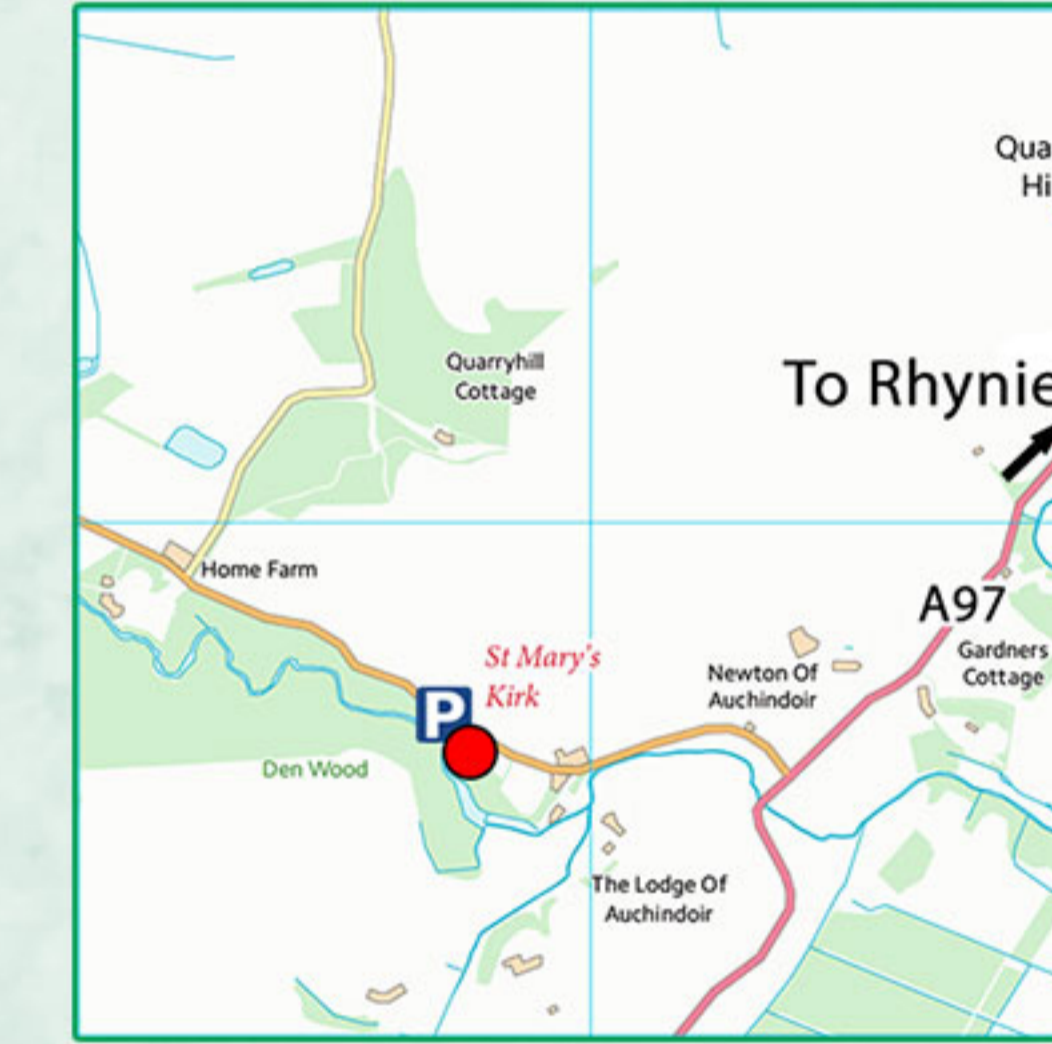 Qua
Hi
Quarryhill
Cottage
To Rhynie
Home Farm
A97
St Mary's
Kirk
Gardners
Cottage
Newton Of
Auchindoir
P
Den Wood
The Lodge Of
Auchindoir